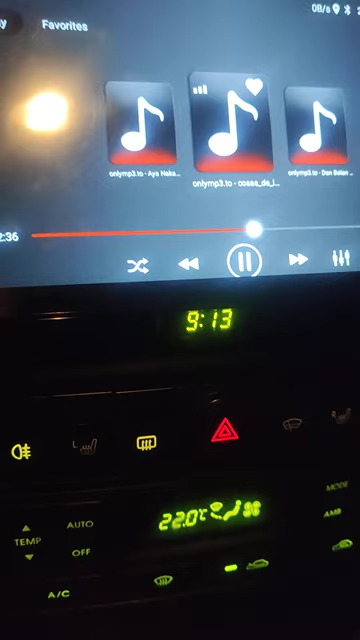 0B/s
Favorites
onlymp3.to - Aya Naka...
onlymp3.to - cosas_de_l...
onlymp3.to - Dan Balan ...
2:36
9:13
L
22.0°C
MODE
AUTO
AMB
TEMP
OFF
A/C